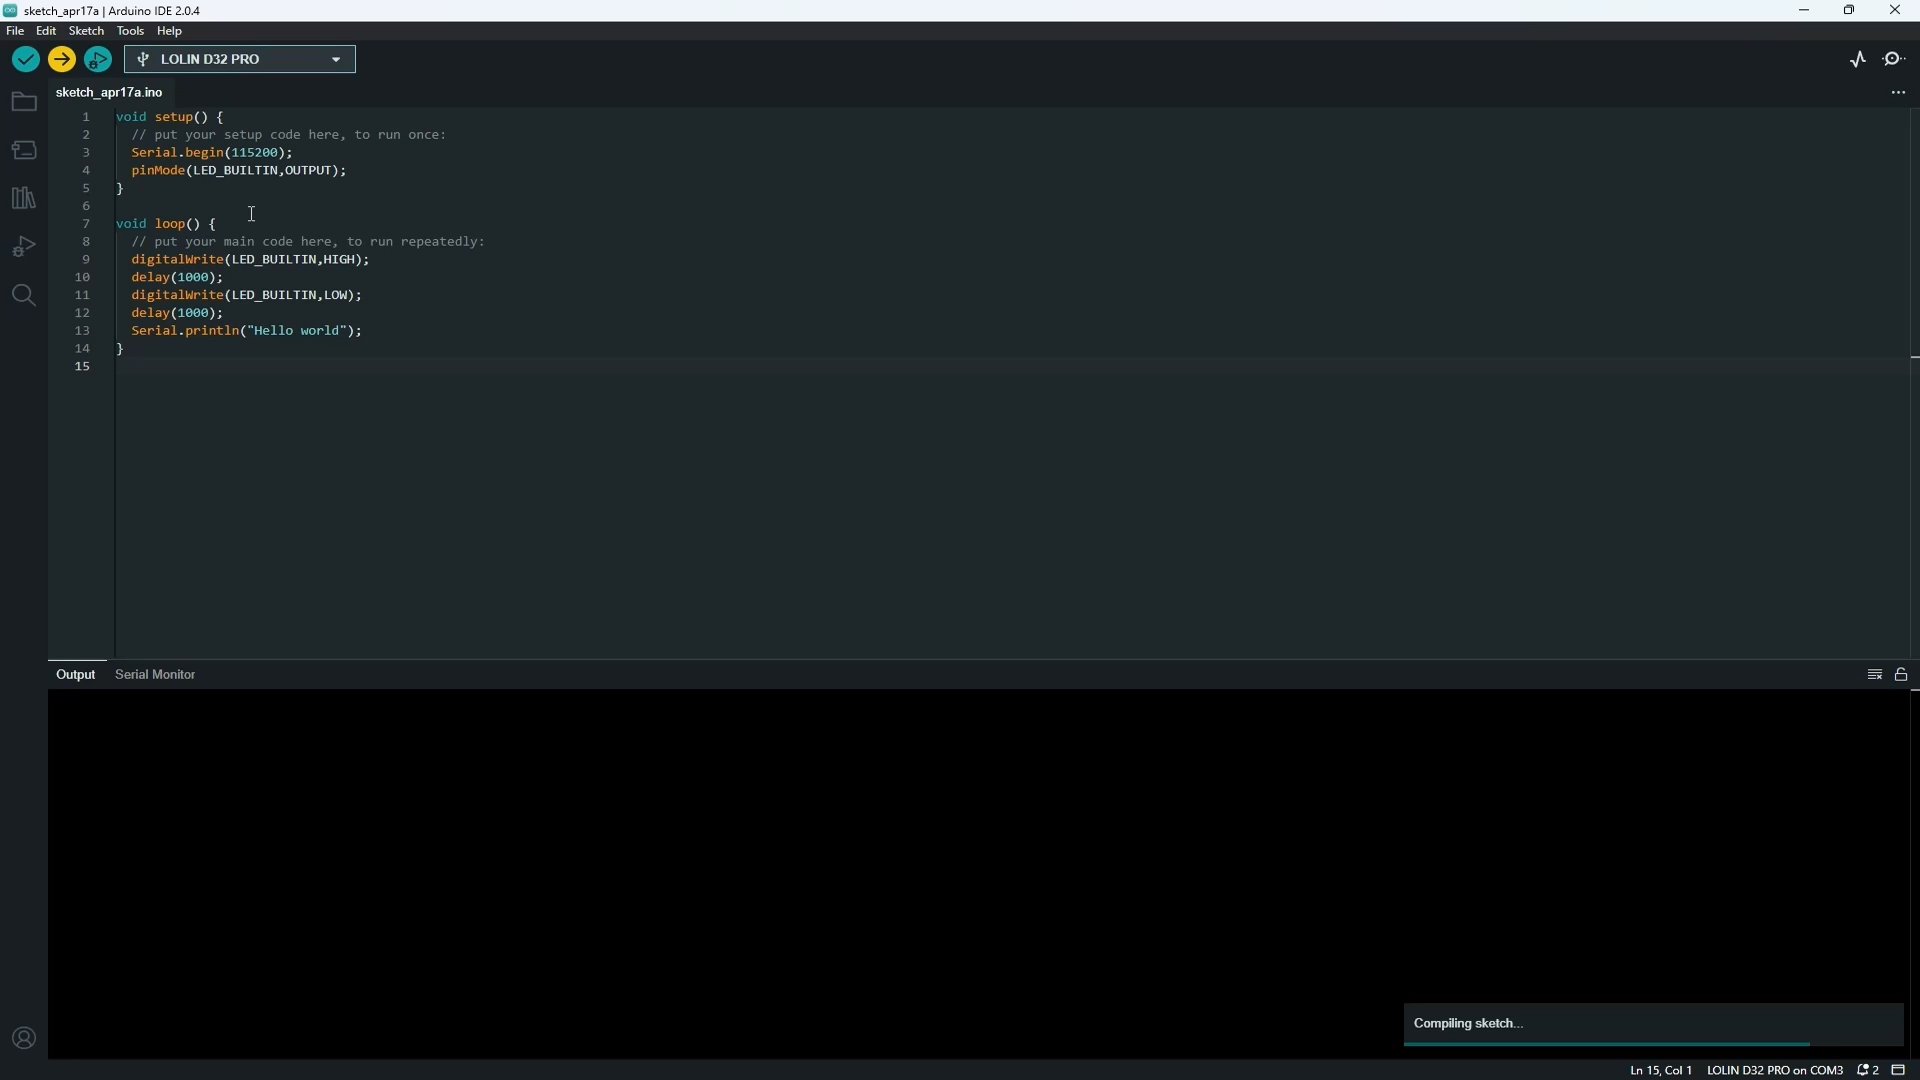 sketch_apr17a | Arduino IDE 2.0.4
File Edit Sketch Tools Help
LOLIN D32 PRO
sketch_apr17a.ino
1 void setup() {
2 // put your setup code here, to run once:
3 Serial.begin(115200);
4 pinMode(LED_BUILTIN,OUTPUT);
5 }
6
7 void loop() {
8 // put your main code here, to run repeatedly:
9 digitalWrite(LED_BUILTIN,HIGH);
10 delay(1000);
11 digitalWrite(LED_BUILTIN,LOW);
12 delay(1000);
13 Serial.println("Hello world");
14 }
15
Output Serial Monitor
Compiling sketch...
Ln 15, Col 1 LOLIN D32 PRO on COM3 2